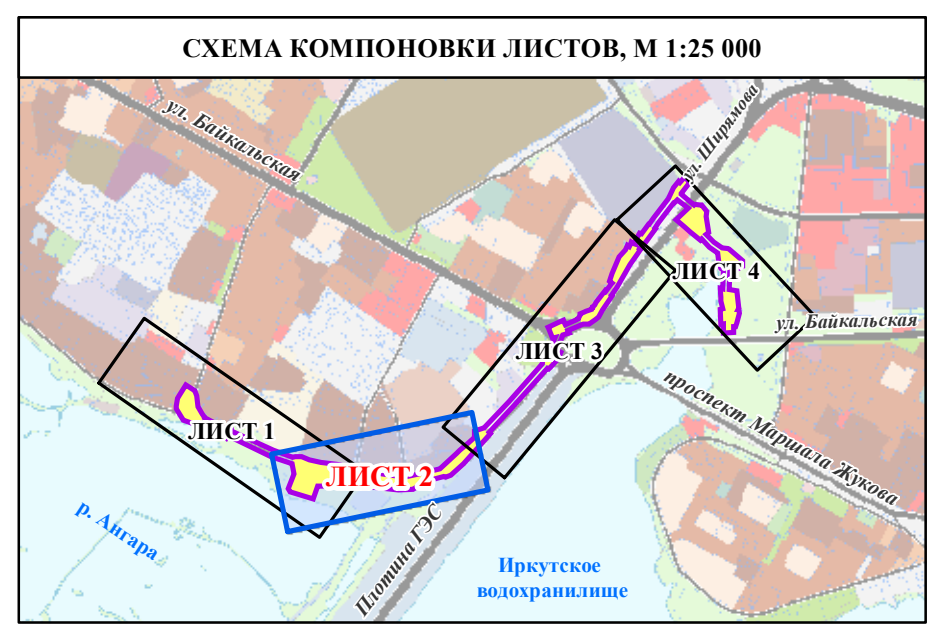 СХЕМА КОМПОНОВКИ ЛИСТОВ, М 1:25 000
ул. Байкальская
ул. Ширямова
ЛИСТ 4
ул. Байкальская
ЛИСТ 3
проспект Маршала Жукова
ЛИСТ 1
ЛИСТ 2
р. Ангара
Плотина ГЭС
Иркутское
водохранилище